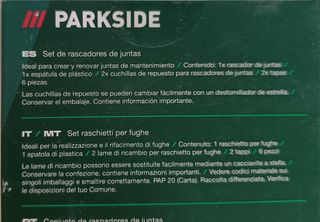 PARKSIDE
ES Set de rascadores de juntas
Ideal para crear y renovar juntas de mantenimiento / Contenido: 1x rascador de juntas /
1x espátula de plástico / 2x cuchillas de repuesto para rascadores de juntas / 2x tapas /
6 piezas
Las cuchillas de repuesto se pueden cambiar fácilmente con un destornillador de estrella. /
Conservar el embalaje. Contiene información importante.
IT / MT Set raschietti per fughe
Ideali per la realizzazione e il rifacimento di fughe / Contenuto: 1 raschietto per fughe /
1 spatola di plastica / 2 lame di ricambio per raschietto per fughe / 2 tappi / 6 pezzi
Le lame di ricambio possono essere sostituite facilmente mediante un cacciavite a stella. /
Conservare la confezione, contiene informazioni importanti. / Vedere codici materiale sui
singoli imballaggi e smaltire correttamente. PAP 20 (Carta). Raccolta differenziata. Verifica
le disposizioni del tuo Comune.
PT Conjunto de raspadores de juntas